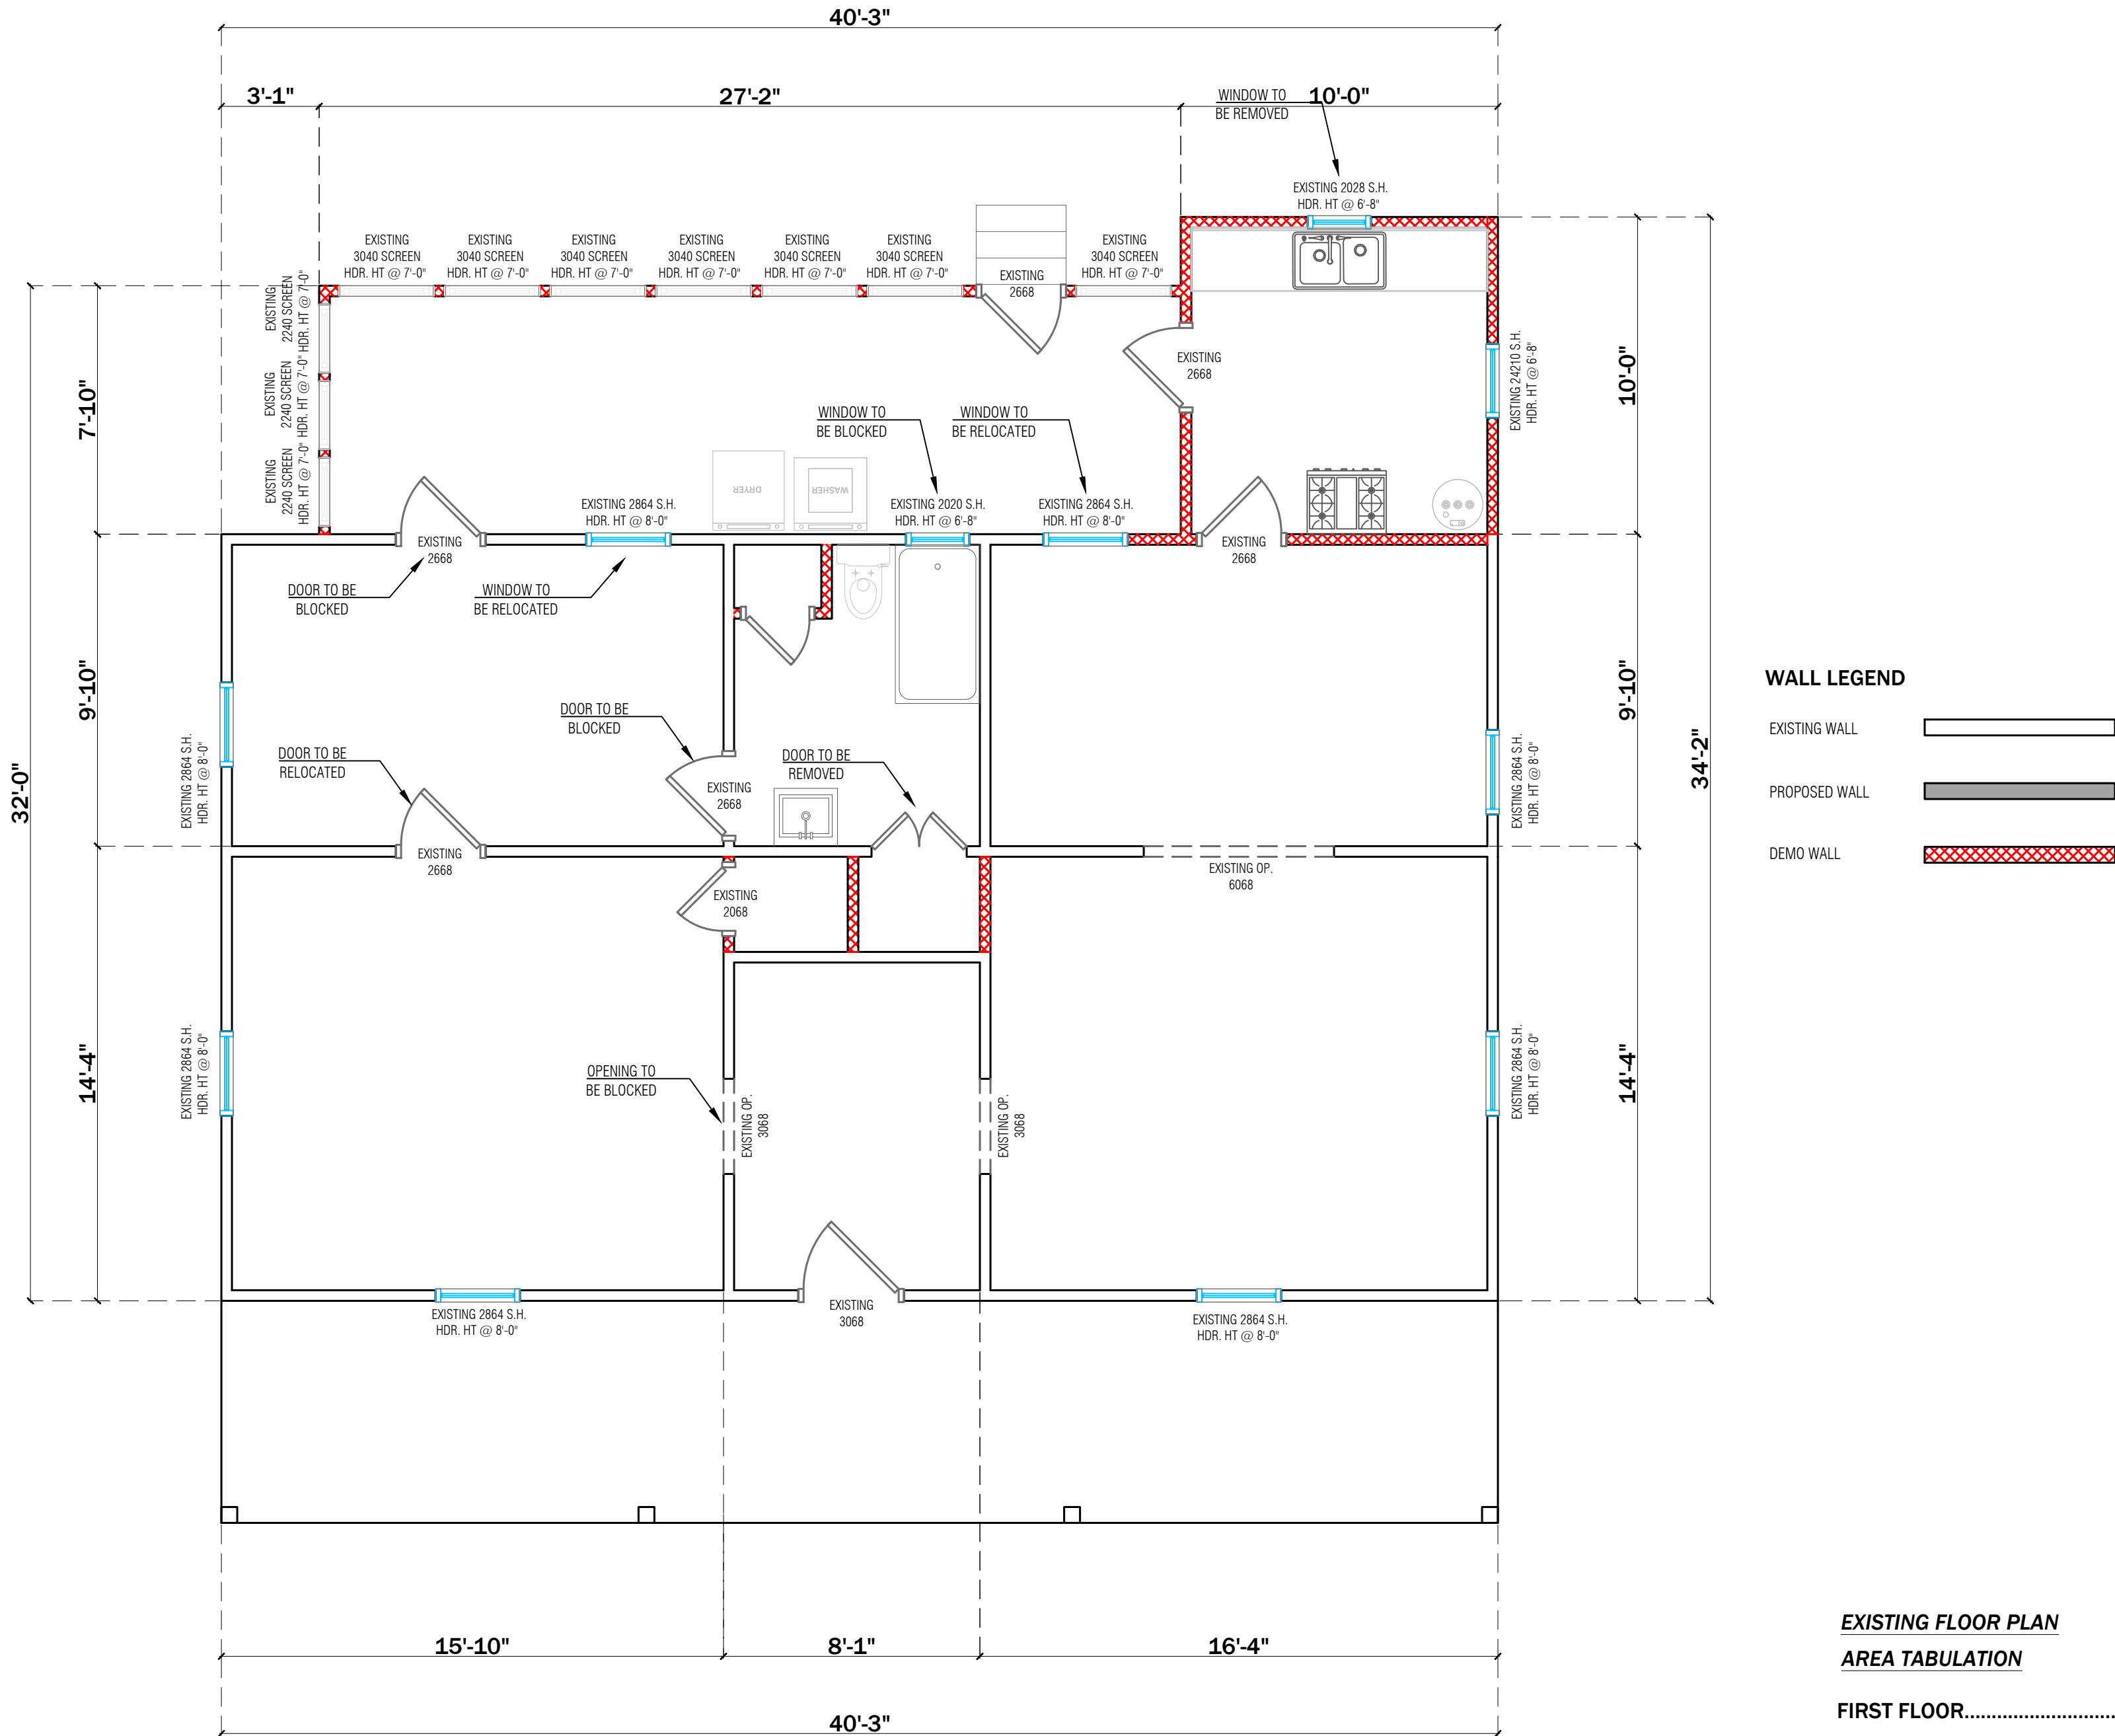 40'-3"
3'-1"
27'-2"
10'-0"
WINDOW TO
BE REMOVED
EXISTING 2028 S.H.
HDR. HT @ 6'-8"
EXISTING
3040 SCREEN
HDR. HT @ 7'-0"
EXISTING
3040 SCREEN
HDR. HT @ 7'-0"
EXISTING
3040 SCREEN
HDR. HT @ 7'-0"
EXISTING
3040 SCREEN
HDR. HT @ 7'-0"
EXISTING
3040 SCREEN
HDR. HT @ 7'-0"
EXISTING
3040 SCREEN
HDR. HT @ 7'-0"
EXISTING
2668
EXISTING
3040 SCREEN
HDR. HT @ 7'-0"
EXISTING
2240 SCREEN
HDR. HT @ 7'-0"
EXISTING
2240 SCREEN
HDR. HT @ 7'-0"
EXISTING
2240 SCREEN
HDR. HT @ 7'-0"
EXISTING
2668
EXISTING 24210 S.H.
HDR. HT @ 6'-8"
7'-10"
10'-0"
WINDOW TO
BE BLOCKED
WINDOW TO
BE RELOCATED
DRYER
WASHER
EXISTING 2864 S.H.
HDR. HT @ 8'-0"
EXISTING 2020 S.H.
HDR. HT @ 6'-8"
EXISTING 2864 S.H.
HDR. HT @ 8'-0"
EXISTING
2668
EXISTING
2668
DOOR TO BE
BLOCKED
WINDOW TO
BE RELOCATED
9'-10"
9'-10"
DOOR TO BE
BLOCKED
DOOR TO BE
RELOCATED
DOOR TO BE
REMOVED
EXISTING
2668
EXISTING 2864 S.H.
HDR. HT @ 8'-0"
EXISTING 2864 S.H.
HDR. HT @ 8'-0"
32'-0"
34'-2"
WALL LEGEND
EXISTING WALL
PROPOSED WALL
DEMO WALL
EXISTING
2668
EXISTING
2068
EXISTING OP.
6068
14'-4"
14'-4"
EXISTING 2864 S.H.
HDR. HT @ 8'-0"
EXISTING 2864 S.H.
HDR. HT @ 8'-0"
OPENING TO
BE BLOCKED
EXISTING OP.
3068
EXISTING OP.
3068
EXISTING 2864 S.H.
HDR. HT @ 8'-0"
EXISTING
3068
EXISTING 2864 S.H.
HDR. HT @ 8'-0"
15'-10"
8'-1"
16'-4"
40'-3"
EXISTING FLOOR PLAN
AREA TABULATION
FIRST FLOOR............................